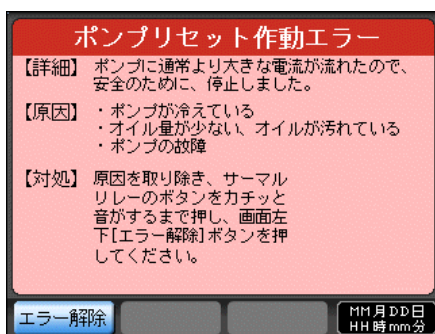 ポンプリセット作動エラー
【詳細】 ポンプに通常より大きな電流が流れたので、
安全のために、停止しました。
【原因】 ・ポンプが冷えている
・オイル量が少ない、オイルが汚れている
・ポンプの故障
【対処】 原因を取り除き、サーマル
リレーのボタンをカチッと
音がするまで押し、画面左
下[エラー解除]ボタンを押
してください。
エラー解除
MM月DD日
HH時mm分